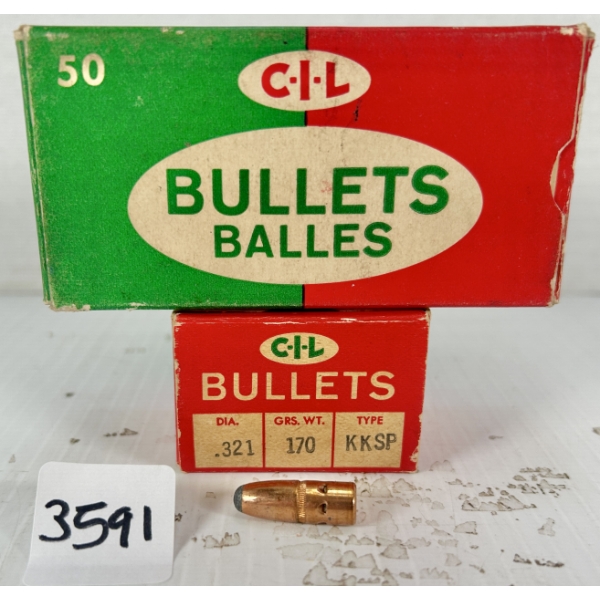 50
C-I-L
BULLETS
BALLES
C-I-L
BULLETS
DIA. GRS. WT. TYPE
.321 170 KKSP
3591